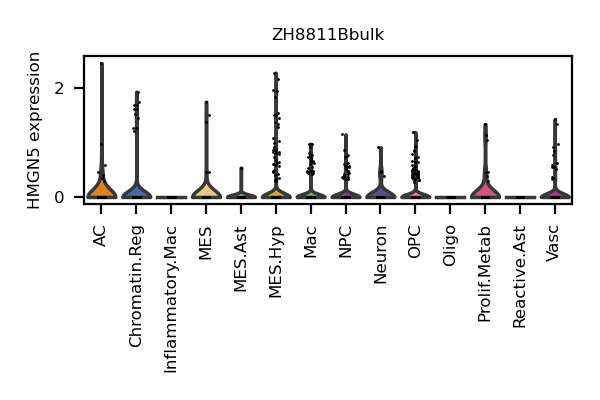 ZH8811Bbulk
HMGN5 expression
2
0
AC
Chromatin.Reg
Inflammatory.Mac
MES
MES.Ast
MES.Hyp
Mac
NPC
Neuron
OPC
Oligo
Prolif.Metab
Reactive.Ast
Vasc